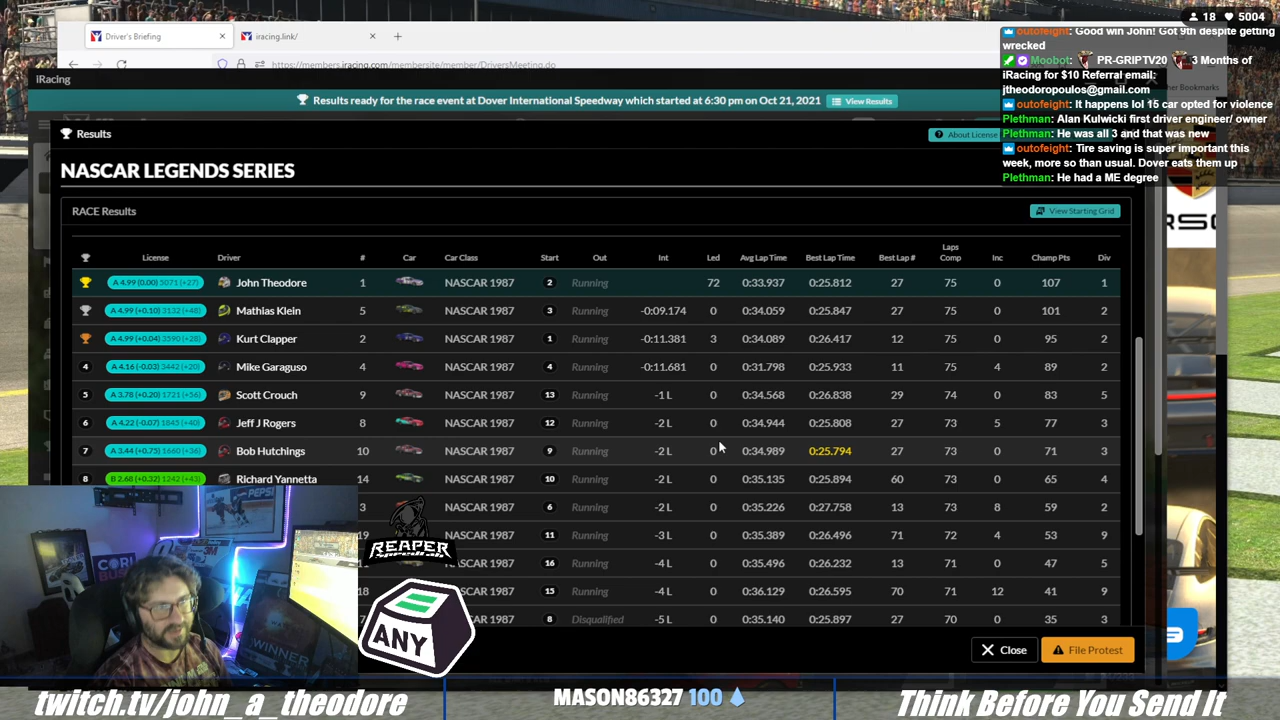 18 5004
Driver's Briefing iracing.link/
https://members.iracing.com/membersite/member/DriversMeeting.do
her Bookmarks
iRacing
Results ready for the race event at Dover International Speedway which started at 6:30 pm on Oct 21, 2021 View Results
outofeight: Good win John! Got 9th despite getting
wrecked
Moobot: PR-GRIPTV20 3 Months of
iRacing for $10 Referral email:
jtheodoropoulos@gmail.com
outofeight: It happens lol 15 car opted for violence
Plethman: Alan Kulwicki first driver engineer/ owner
Plethman: He was all 3 and that was new
outofeight: Tire saving is super important this
week, more so than usual. Dover eats them up
Plethman: He had a ME degree
Results About License
NASCAR LEGENDS SERIES
RACE Results View Starting Grid
License Driver # Car Car Class Start Out Int Led Avg Lap Time Best Lap Time Best Lap # Laps Comp Inc Champ Pts Div
A 4.99 (0.00) 5071 (+27) John Theodore 1 NASCAR 1987 2 Running 72 0:33.937 0:25.812 27 75 0 107 1
A 4.99 (+0.10) 3132 (+48) Mathias Klein 5 NASCAR 1987 3 Running -0:09.174 0 0:34.059 0:25.847 27 75 0 101 2
A 4.99 (+0.04) 3590 (+28) Kurt Clapper 2 NASCAR 1987 1 Running -0:11.381 3 0:34.089 0:26.417 12 75 0 95 2
4 A 4.16 (-0.03) 3442 (+20) Mike Garaguso 4 NASCAR 1987 4 Running -0:11.681 0 0:31.798 0:25.933 11 75 4 89 2
5 A 3.78 (+0.20) 1721 (+56) Scott Crouch 9 NASCAR 1987 13 Running -1 L 0 0:34.568 0:26.838 29 74 0 83 5
6 A 4.22 (-0.07) 1845 (+40) Jeff J Rogers 8 NASCAR 1987 12 Running -2 L 0 0:34.944 0:25.808 27 73 5 77 3
7 A 3.44 (+0.75) 1660 (+36) Bob Hutchings 10 NASCAR 1987 9 Running -2 L 0 0:34.989 0:25.794 27 73 0 71 3
8 B 2.68 (+0.32) 1242 (+43) Richard Yannetta 14 NASCAR 1987 10 Running -2 L 0 0:35.135 0:25.894 60 73 0 65 4
3 NASCAR 1987 6 Running -2 L 0 0:35.226 0:27.758 13 73 8 59 2
19 NASCAR 1987 11 Running -3 L 0 0:35.389 0:26.496 71 72 4 53 9
NASCAR 1987 16 Running -4 L 0 0:35.496 0:26.232 13 71 0 47 5
18 NASCAR 1987 15 Running -4 L 0 0:36.129 0:26.595 70 71 12 41 9
NASCAR 1987 8 Disqualified -5 L 0 0:35.140 0:25.897 27 70 0 35 3
REAPER
ANY
PEPSI
WINNER
Close File Protest
twitch.tv/john_a_theodore MASON86327 100 Think Before You Send It